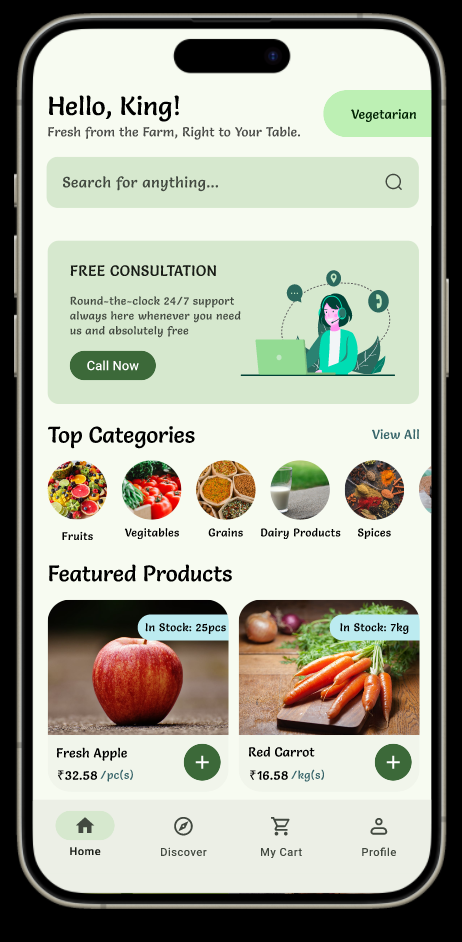 Hello, King!
Fresh from the Farm, Right to Your Table.
Vegetarian
Search for anything...
FREE CONSULTATION
Round-the-clock 24/7 support
always here whenever you need
us and absolutely free
Call Now
Top Categories
View All
Fruits
Vegitables
Grains
Dairy Products
Spices
Featured Products
In Stock: 25pcs
In Stock: 7kg
Fresh Apple
₹32.58 /pc(s)
Red Carrot
₹16.58 /kg(s)
Home
Discover
My Cart
Profile